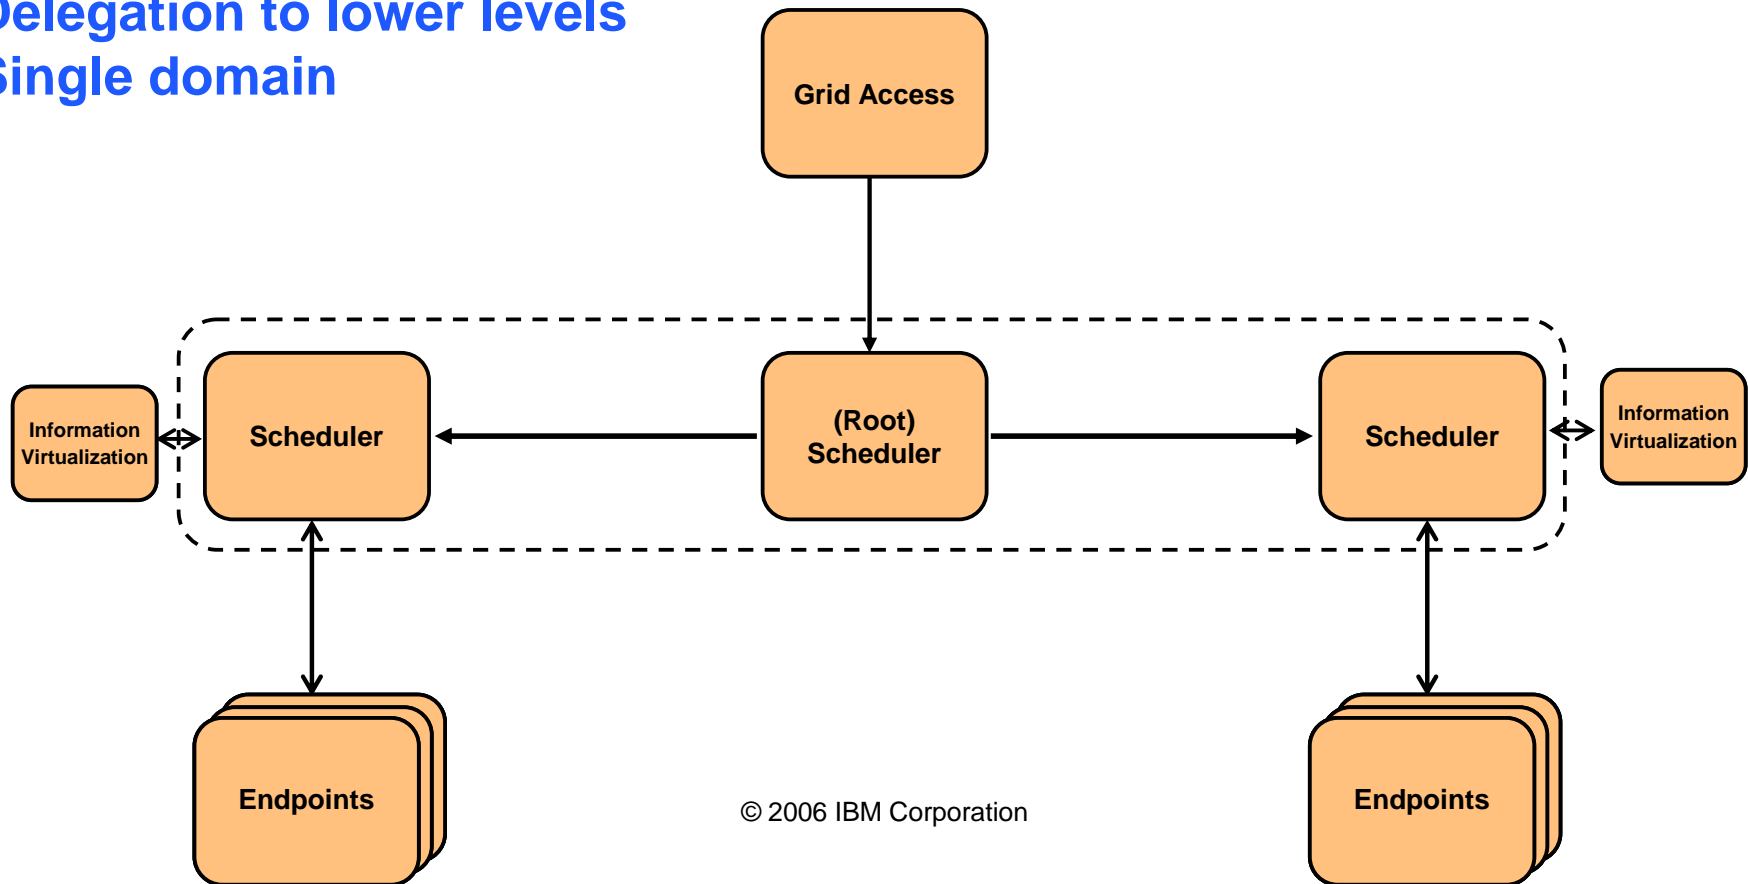 Delegation to lower levels
Single domain
Grid Access
Information
Virtualization
Scheduler
(Root)
Scheduler
Scheduler
Information
Virtualization
Endpoints
© 2006 IBM Corporation
Endpoints